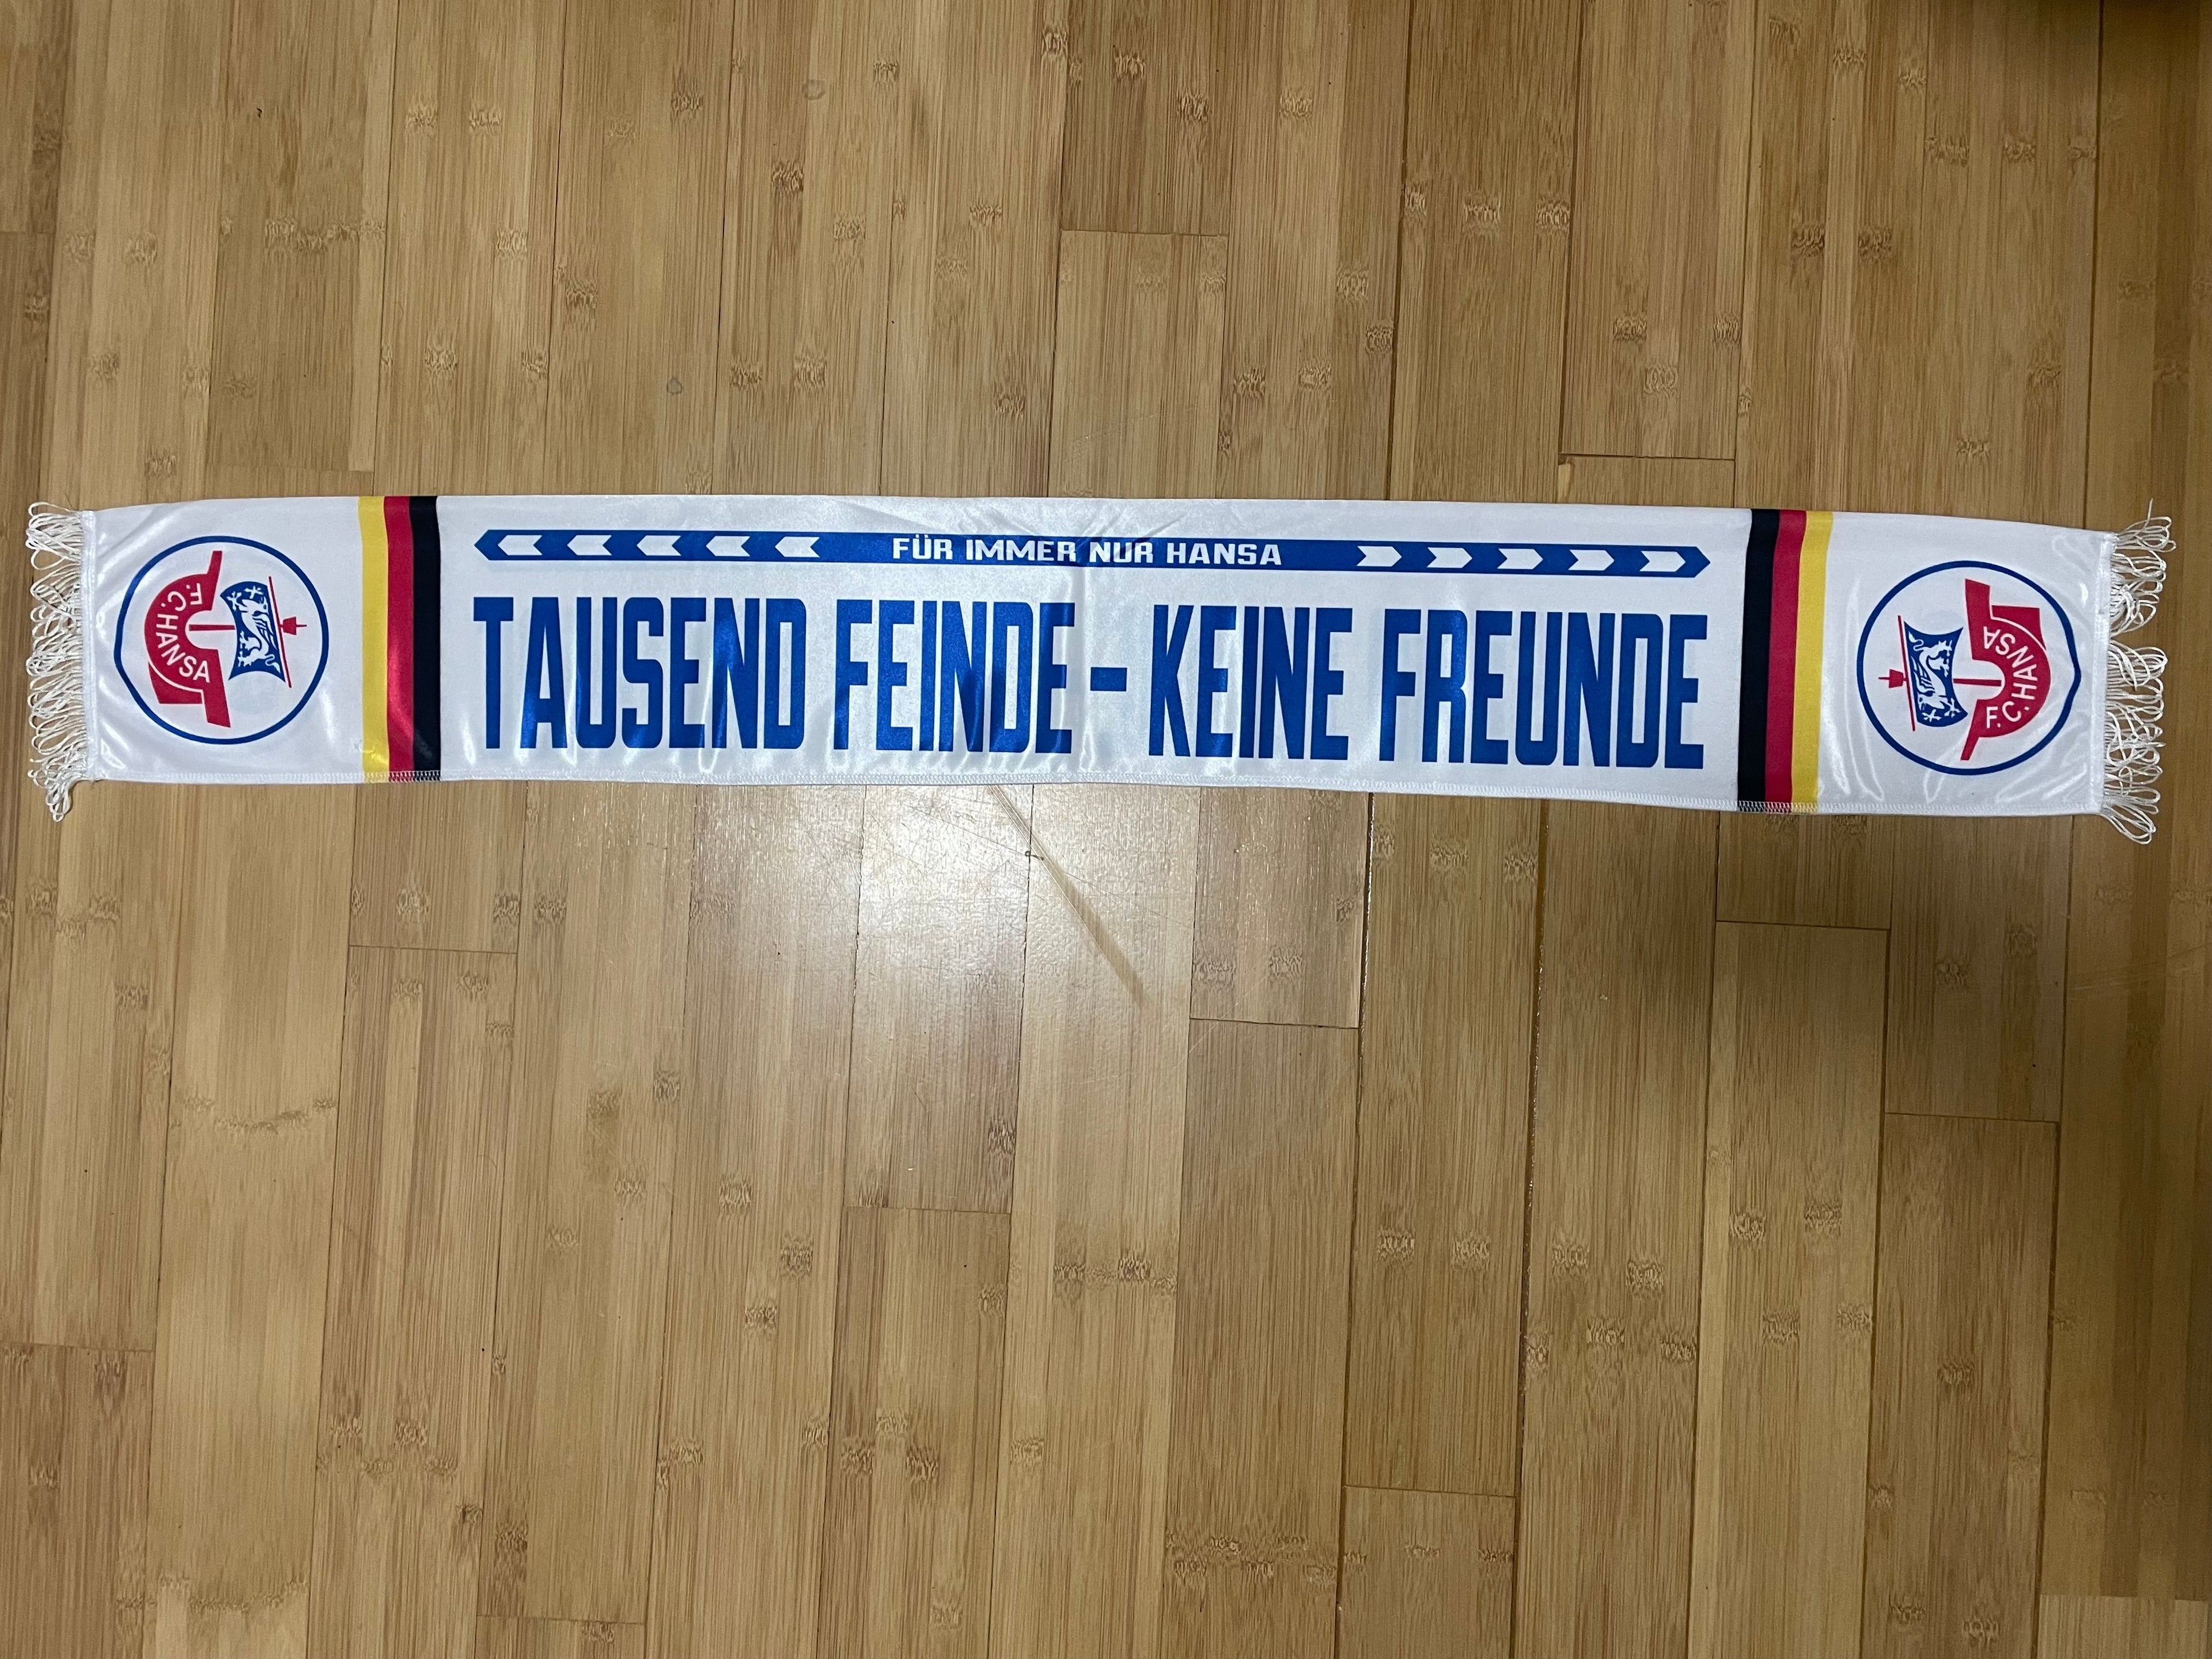 FÜR IMMER NUR HANSA
TAUSEND FEINDE - KEINE FREUNDE
F.C.HANSA
F.C.HANSA